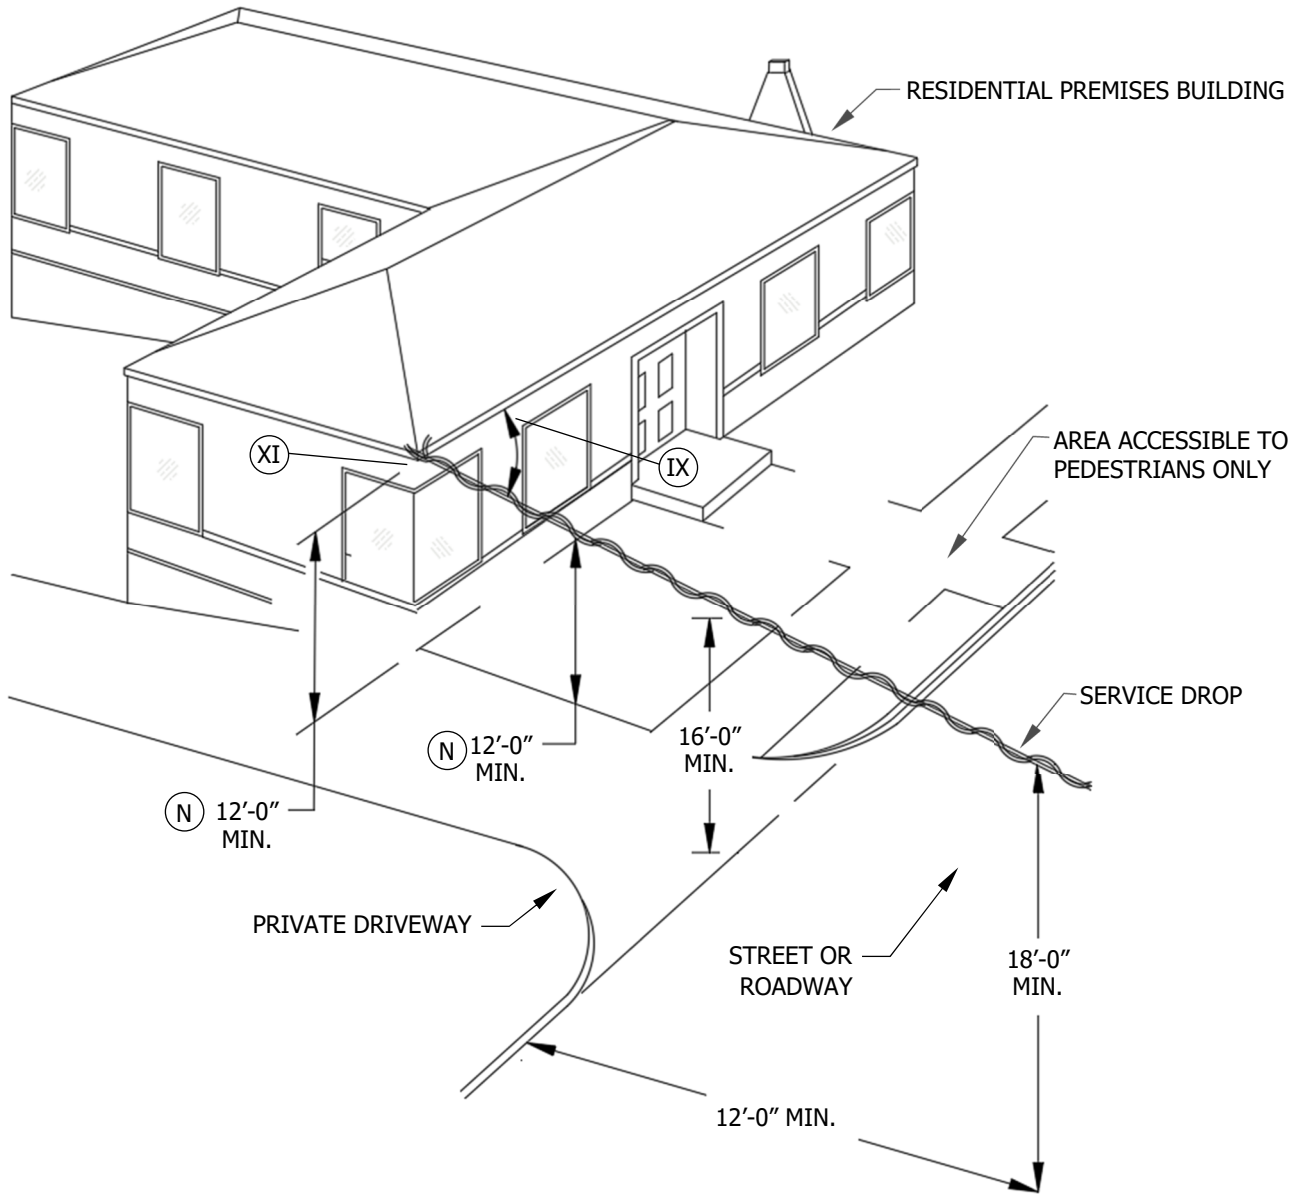 RESIDENTIAL PREMISES BUILDING
AREA ACCESSIBLE TO
PEDESTRIANS ONLY
XI
IX
SERVICE DROP
N 12'-0"
MIN.
16'-0"
MIN.
N 12'-0"
MIN.
PRIVATE DRIVEWAY
STREET OR
ROADWAY
18'-0"
MIN.
12'-0" MIN.